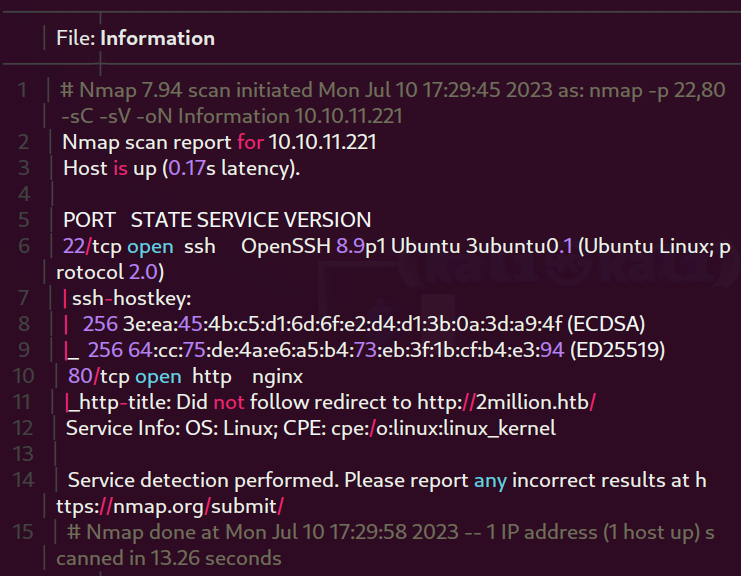 File: Information
1 # Nmap 7.94 scan initiated Mon Jul 10 17:29:45 2023 as: nmap -p 22,80
-sC -sV -oN Information 10.10.11.221
2 Nmap scan report for 10.10.11.221
3 Host is up (0.17s latency).
4
5 PORT STATE SERVICE VERSION
6 22/tcp open ssh OpenSSH 8.9p1 Ubuntu 3ubuntu0.1 (Ubuntu Linux; p
rotocol 2.0)
7 | ssh-hostkey:
8 | 256 3e:ea:45:4b:c5:d1:6d:6f:e2:d4:d1:3b:0a:3d:a9:4f (ECDSA)
9 |_ 256 64:cc:75:de:4a:e6:a5:b4:73:eb:3f:1b:cf:b4:e3:94 (ED25519)
10 80/tcp open http nginx
11 |_http-title: Did not follow redirect to http://2million.htb/
12 Service Info: OS: Linux; CPE: cpe:/o:linux:linux_kernel
13
14 Service detection performed. Please report any incorrect results at h
ttps://nmap.org/submit/
15 # Nmap done at Mon Jul 10 17:29:58 2023 -- 1 IP address (1 host up) s
canned in 13.26 seconds